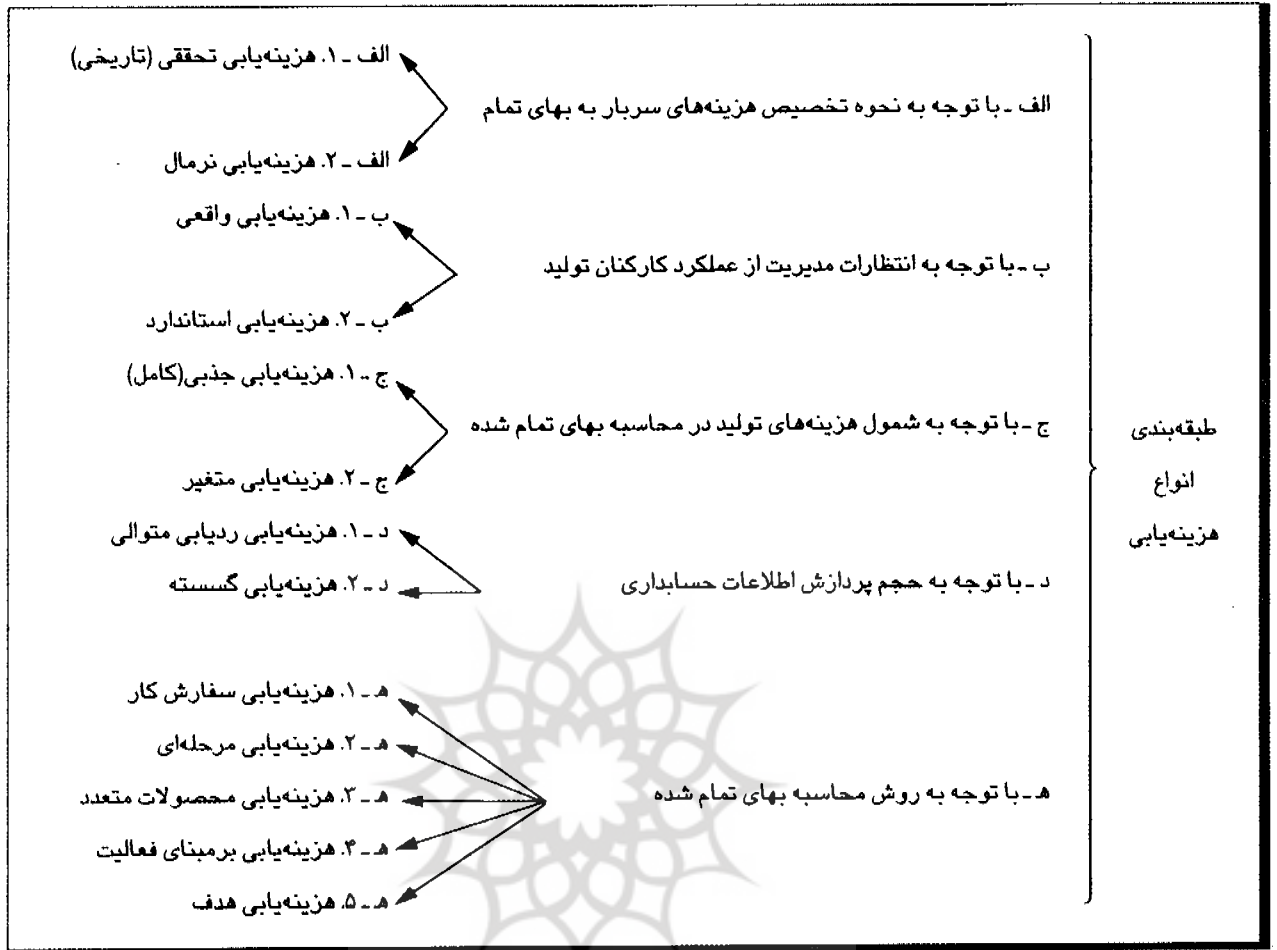 طبقه‌بندی
انواع
هزینه‌یابی
الف ـ با توجه به نحوه تخصیص هزینه‌های سربار به بهای تمام
الف ـ ۱. هزینه‌یابی تحققی (تاریخی)
الف ـ ۲. هزینه‌یابی نرمال
ب ـ با توجه به انتظارات مدیریت از عملکرد کارکنان تولید
ب ـ ۱. هزینه‌یابی واقعی
ب ـ ۲. هزینه‌یابی استاندارد
ج ـ با توجه به شمول هزینه‌های تولید در محاسبه بهای تمام شده
ج ـ ۱. هزینه‌یابی جذبی(کامل)
ج ـ ۲. هزینه‌یابی متغیر
د ـ با توجه به حجم پردازش اطلاعات حسابداری
د ـ ۱. هزینه‌یابی ردیابی متوالی
د ـ ۲. هزینه‌یابی گسسته
هـ ـ با توجه به روش محاسبه بهای تمام شده
هـ ـ ۱. هزینه‌یابی سفارش کار
هـ ـ ۲. هزینه‌یابی مرحله‌ای
هـ ـ ۳. هزینه‌یابی محصولات متعدد
هـ ـ ۴. هزینه‌یابی برمبنای فعالیت
هـ ـ ۵. هزینه‌یابی هدف